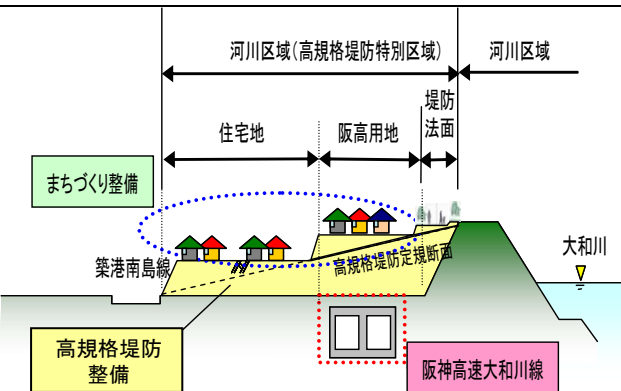 河川区域(高規格堤防特別区域)
河川区域
住宅地
阪高用地
堤防
法面
まちづくり整備
築港南島線
高規格堤防定規断面
大和川
高規格堤防
整備
阪神高速大和川線